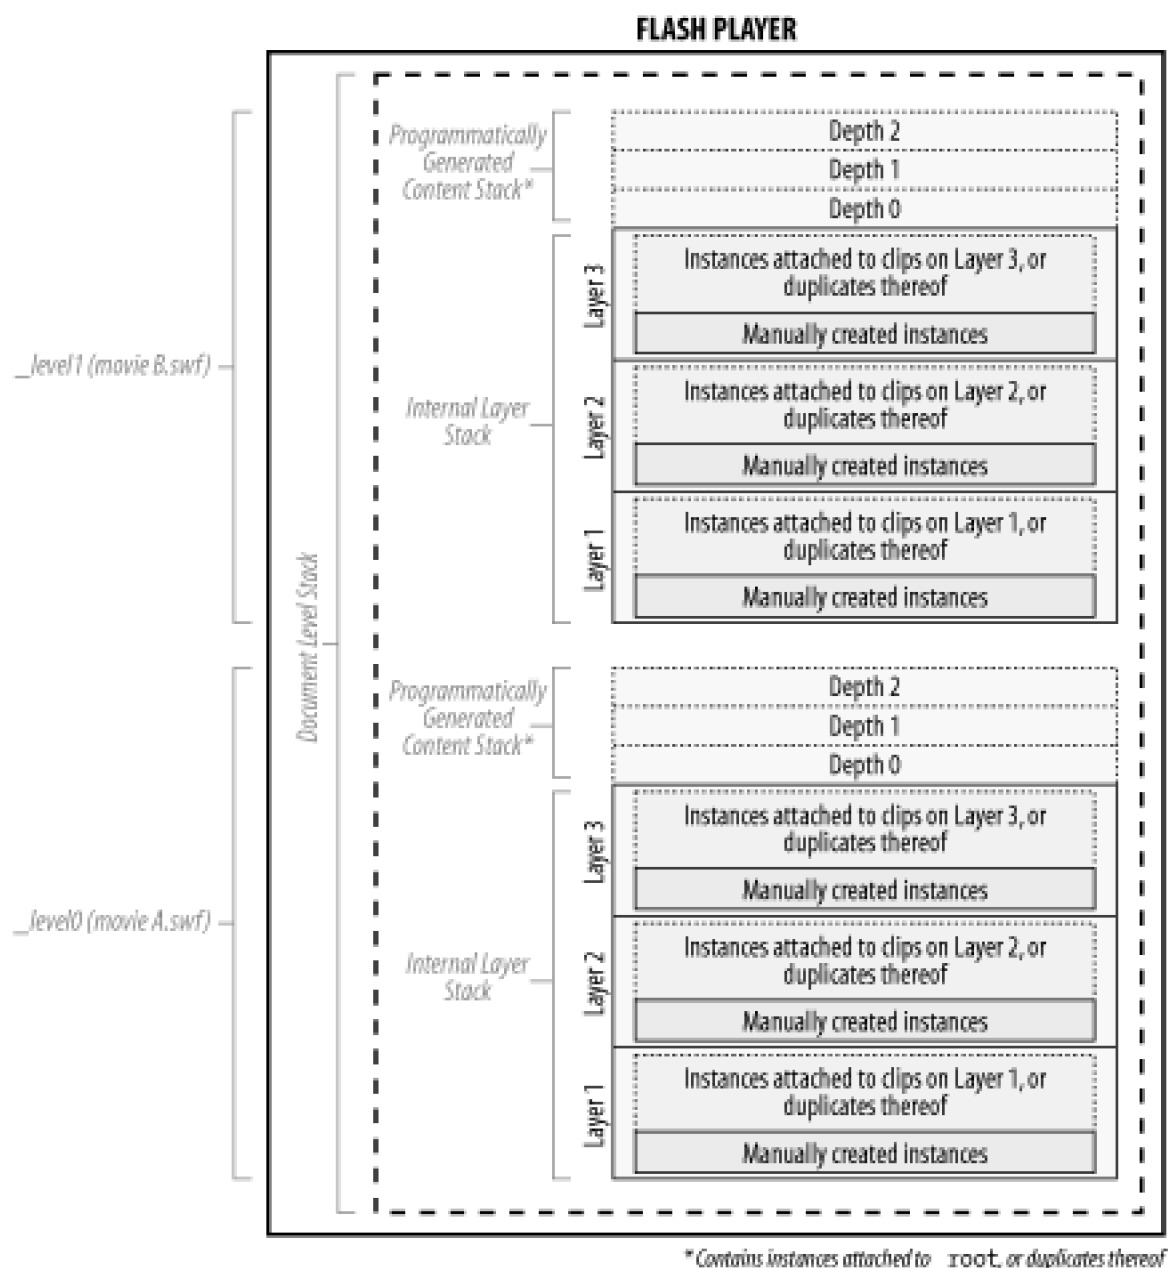 FLASH PLAYER
Programmatically
Generated
Content Stack*
Depth 2
Depth 1
Depth 0
Layer 3
Instances attached to clips on Layer 3, or
duplicates thereof
Manually created instances
_level1 (movie B.swf)
Internal Layer
Stack
Layer 2
Instances attached to clips on Layer 2, or
duplicates thereof
Manually created instances
Layer 1
Instances attached to clips on Layer 1, or
duplicates thereof
Manually created instances
Document Level Stack
Programmatically
Generated
Content Stack*
Depth 2
Depth 1
Depth 0
Layer 3
Instances attached to clips on Layer 3, or
duplicates thereof
Manually created instances
_level0 (movie A.swf)
Internal Layer
Stack
Layer 2
Instances attached to clips on Layer 2, or
duplicates thereof
Manually created instances
Layer 1
Instances attached to clips on Layer 1, or
duplicates thereof
Manually created instances
* Contains instances attached to root, or duplicates thereof